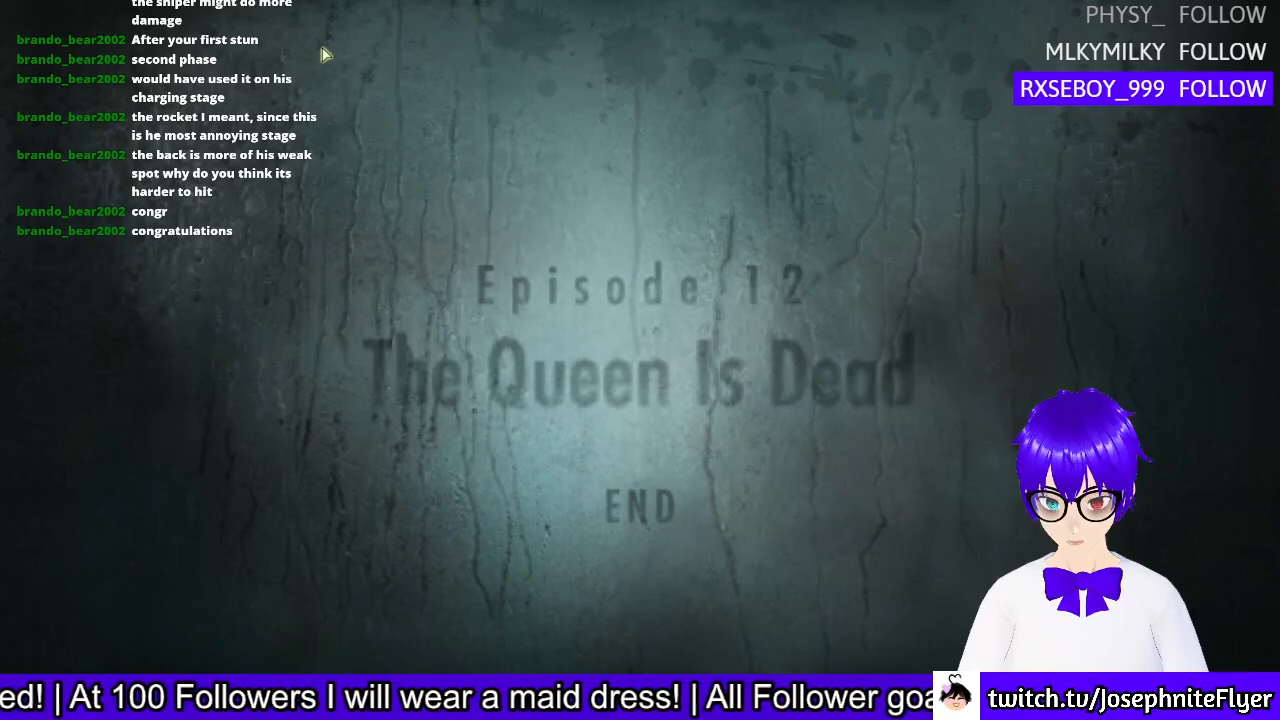 the sniper might do more
damage
brando_bear2002 After your first stun
brando_bear2002 second phase
brando_bear2002 would have used it on his
charging stage
brando_bear2002 the rocket I meant, since this
is he most annoying stage
brando_bear2002 the back is more of his weak
spot why do you think its
harder to hit
brando_bear2002 congr
brando_bear2002 congratulations
PHYSY_ FOLLOW
MLKYMILKY FOLLOW
RXSEBOY_999 FOLLOW
Episode 12
The Queen Is Dead
END
ed! | At 100 Followers I will wear a maid dress! | All Follower goa
twitch.tv/JosephniteFlyer